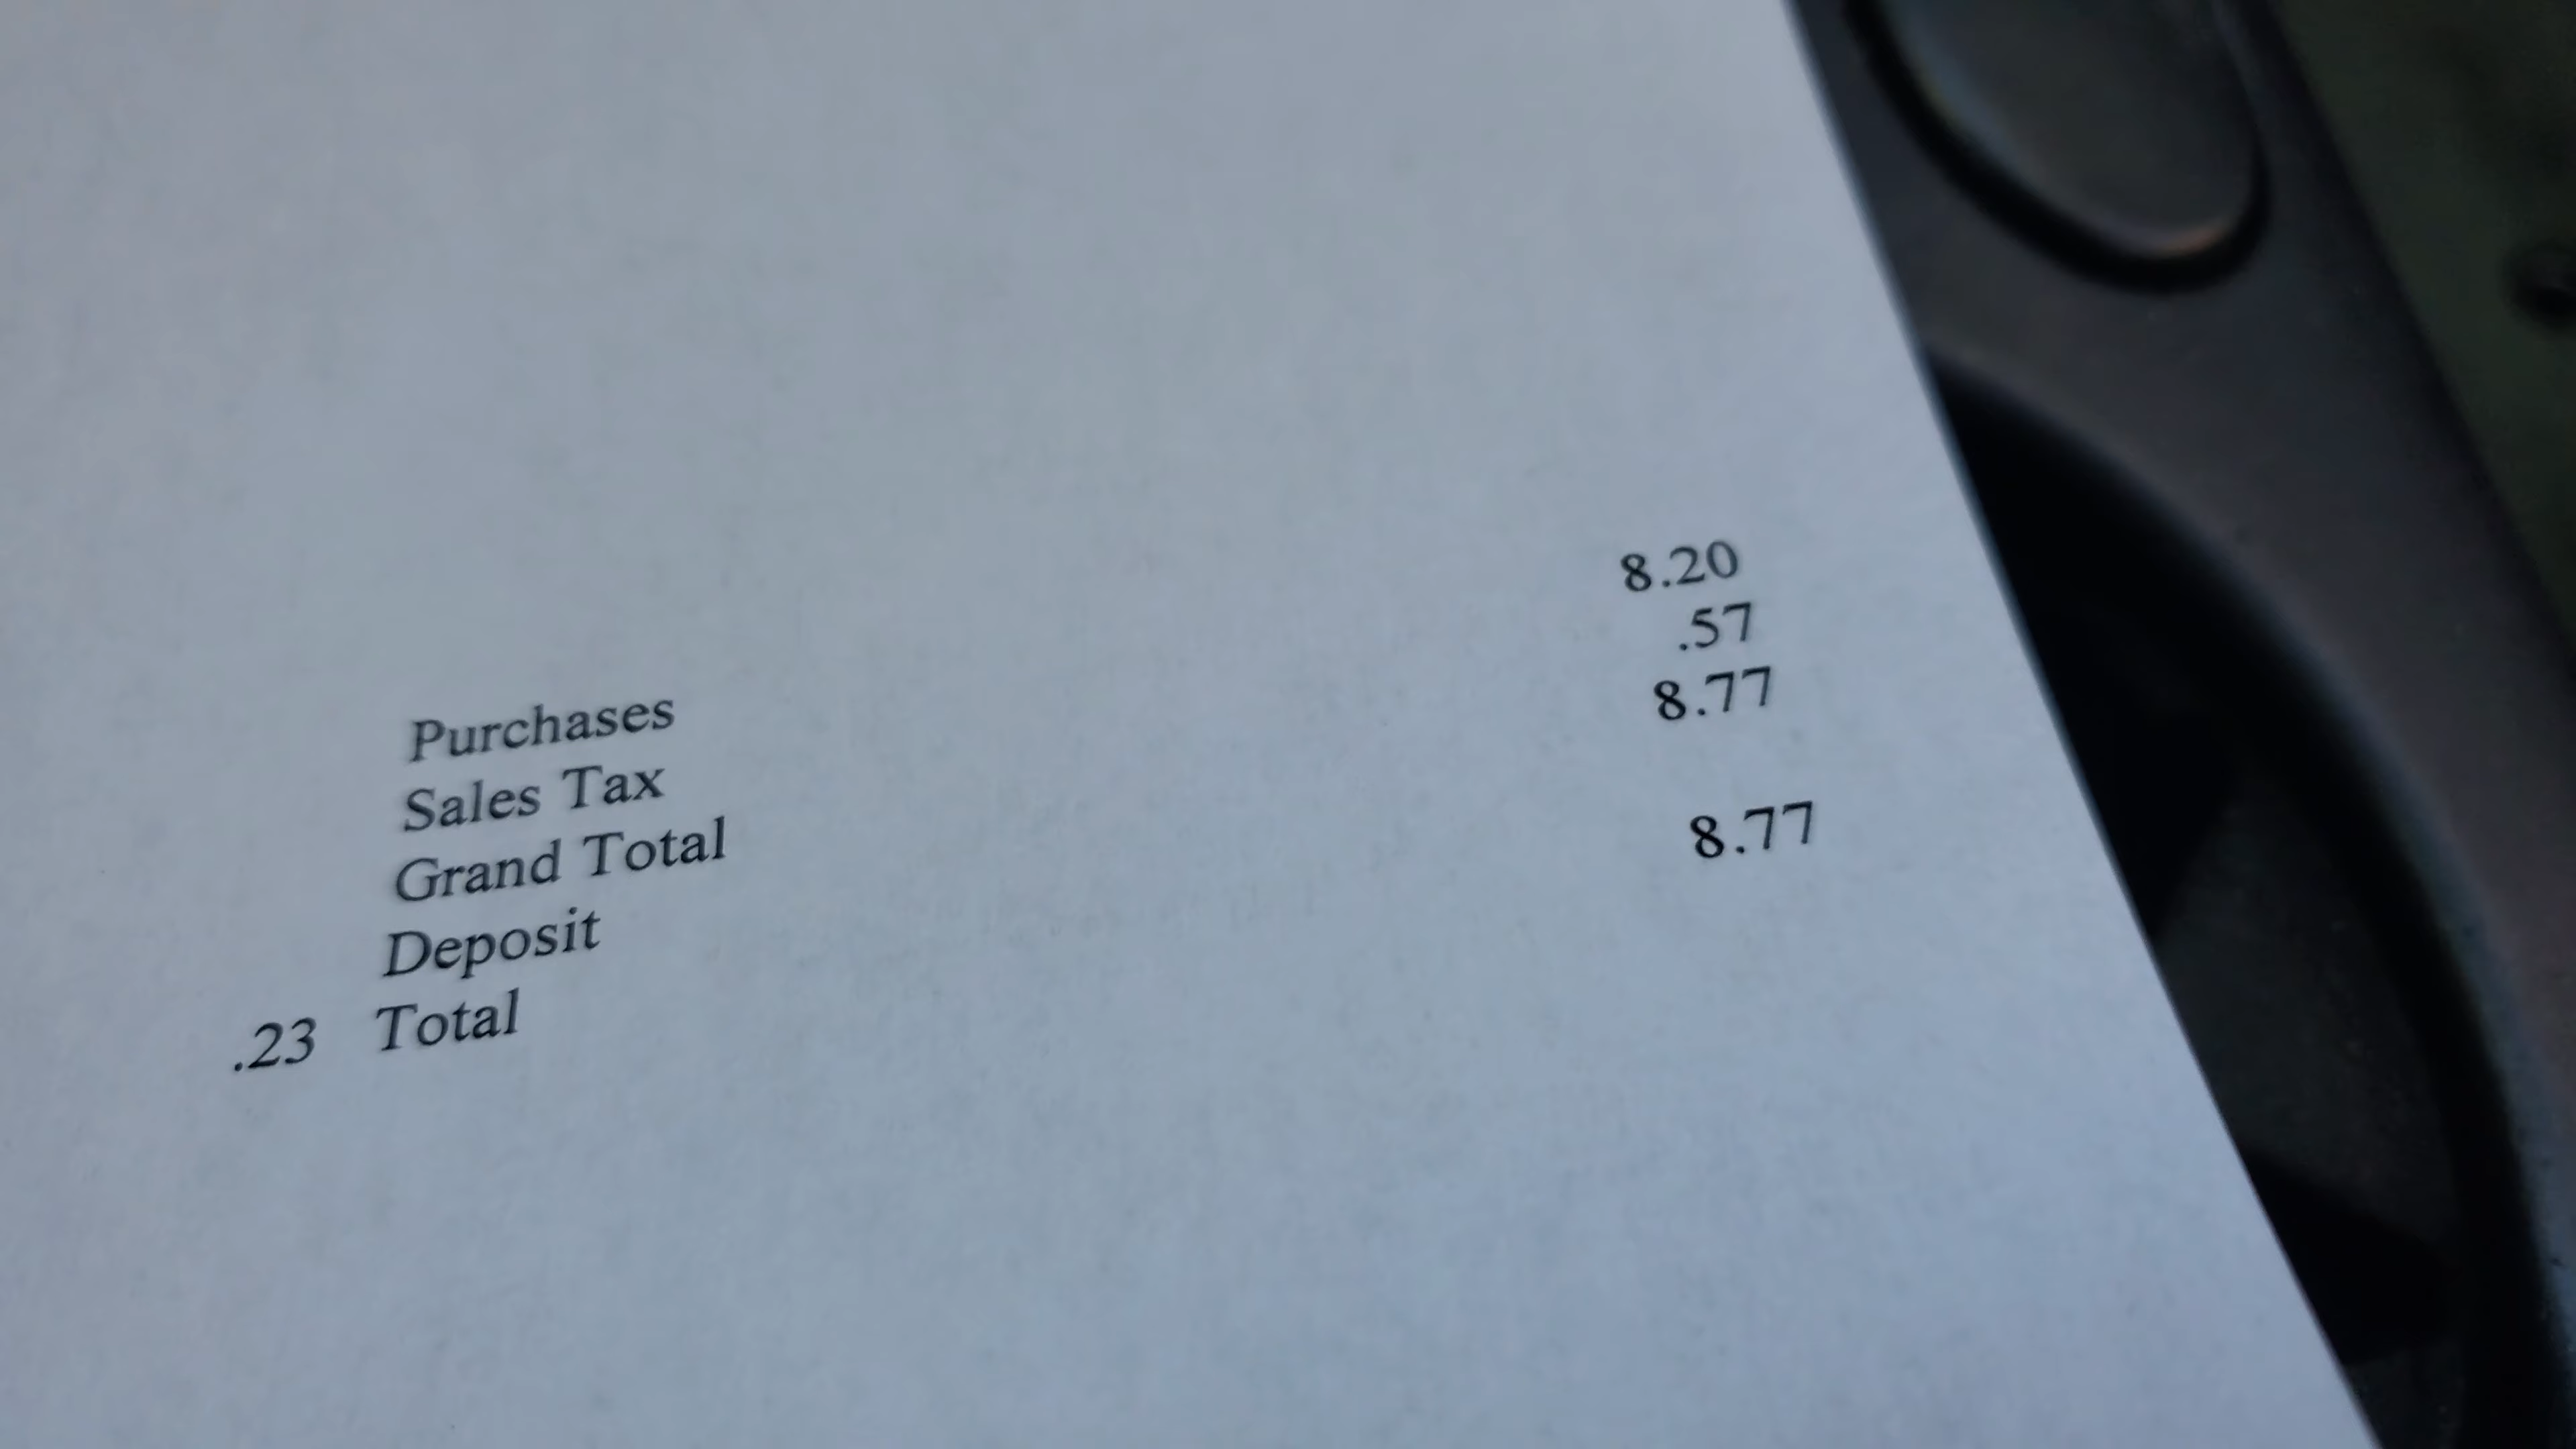 Purchases 8.20
Sales Tax .57
Grand Total 8.77
Deposit
.23 Total 8.77